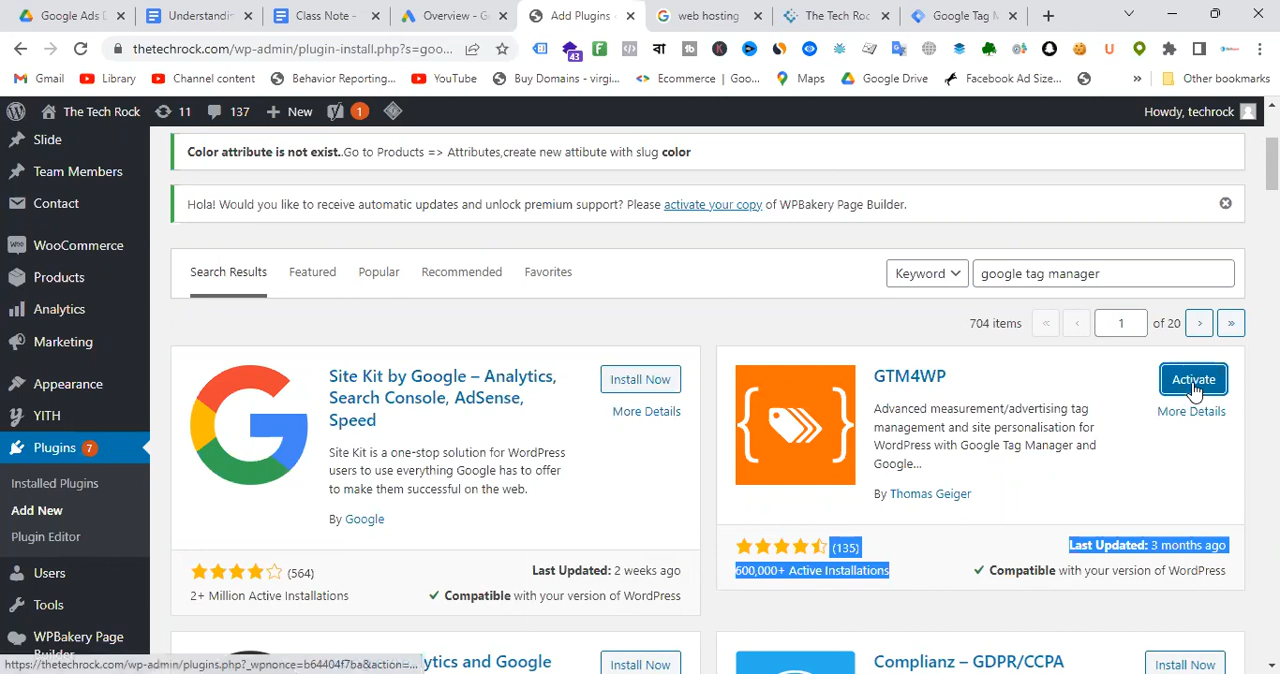 Google Ads D
Understandin
Class Note -
Overview - G
Add Plugins
web hosting
The Tech Roc
Google Tag M
thetechrock.com/wp-admin/plugin-install.php?s=goo...
43
বা
Gmail
Library
Channel content
Behavior Reporting...
YouTube
Buy Domains - virgi...
Ecommerce | Goo...
Maps
Google Drive
Facebook Ad Size...
»
Other bookmarks
The Tech Rock
11
137
New
1
Howdy, techrock
Slide
Team Members
Contact
WooCommerce
Products
Analytics
Marketing
Appearance
YITH
Plugins 7
Installed Plugins
Add New
Plugin Editor
Users
Tools
WPBakery Page
Color attribute is not exist..Go to Products => Attributes,create new attibute with slug color
Hola! Would you like to receive automatic updates and unlock premium support? Please activate your copy of WPBakery Page Builder.
Search Results
Featured
Popular
Recommended
Favorites
Keyword
google tag manager
704 items
«
‹
1
of 20
›
»
Site Kit by Google – Analytics,
Search Console, AdSense,
Speed
Install Now
More Details
Site Kit is a one-stop solution for WordPress
users to use everything Google has to offer
to make them successful on the web.
By Google
(564)
Last Updated: 2 weeks ago
2+ Million Active Installations
Compatible with your version of WordPress
GTM4WP
Activate
More Details
Advanced measurement/advertising tag
management and site personalisation for
WordPress with Google Tag Manager and
Google...
By Thomas Geiger
(135)
Last Updated: 3 months ago
600,000+ Active Installations
Compatible with your version of WordPress
ytics and Google
Install Now
Complianz – GDPR/CCPA
Install Now
https://thetechrock.com/wp-admin/plugins.php?_wpnonce=b64404f7ba&action=...